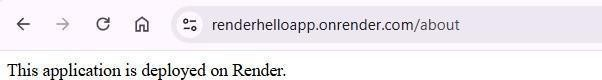 renderhelloapp.onrender.com/about
This application is deployed on Render.